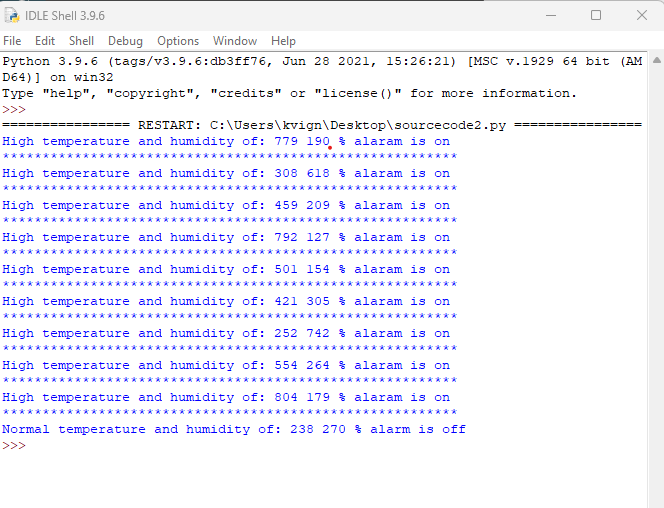 IDLE Shell 3.9.6
File Edit Shell Debug Options Window Help
Python 3.9.6 (tags/v3.9.6:db3ff76, Jun 28 2021, 15:26:21) [MSC v.1929 64 bit (AM
D64)] on win32
Type "help", "copyright", "credits" or "license()" for more information.
>>>
================ RESTART: C:\Users\kvign\Desktop\sourcecode2.py ================
High temperature and humidity of: 779 190 % alaram is on
*********************************************************
High temperature and humidity of: 308 618 % alaram is on
*********************************************************
High temperature and humidity of: 459 209 % alaram is on
*********************************************************
High temperature and humidity of: 792 127 % alaram is on
*********************************************************
High temperature and humidity of: 501 154 % alaram is on
*********************************************************
High temperature and humidity of: 421 305 % alaram is on
*********************************************************
High temperature and humidity of: 252 742 % alaram is on
*********************************************************
High temperature and humidity of: 554 264 % alaram is on
*********************************************************
High temperature and humidity of: 804 179 % alaram is on
*********************************************************
Normal temperature and humidity of: 238 270 % alarm is off
>>>